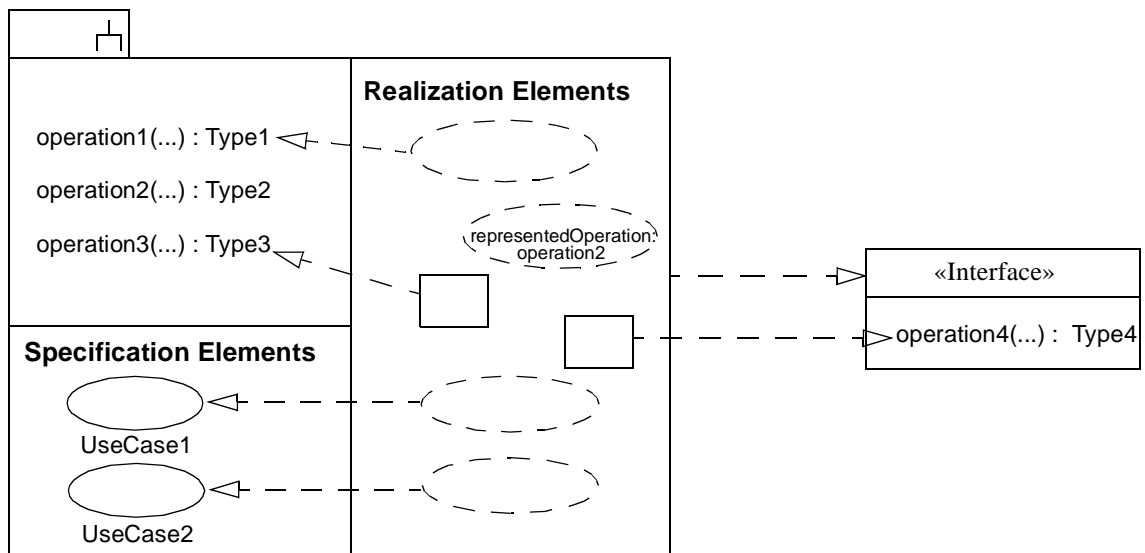 Realization Elements
operation1(...) : Type1
operation2(...) : Type2
operation3(...) : Type3
representedOperation:
operation2
«Interface»
operation4(...) :  Type4
Specification Elements
UseCase1
UseCase2